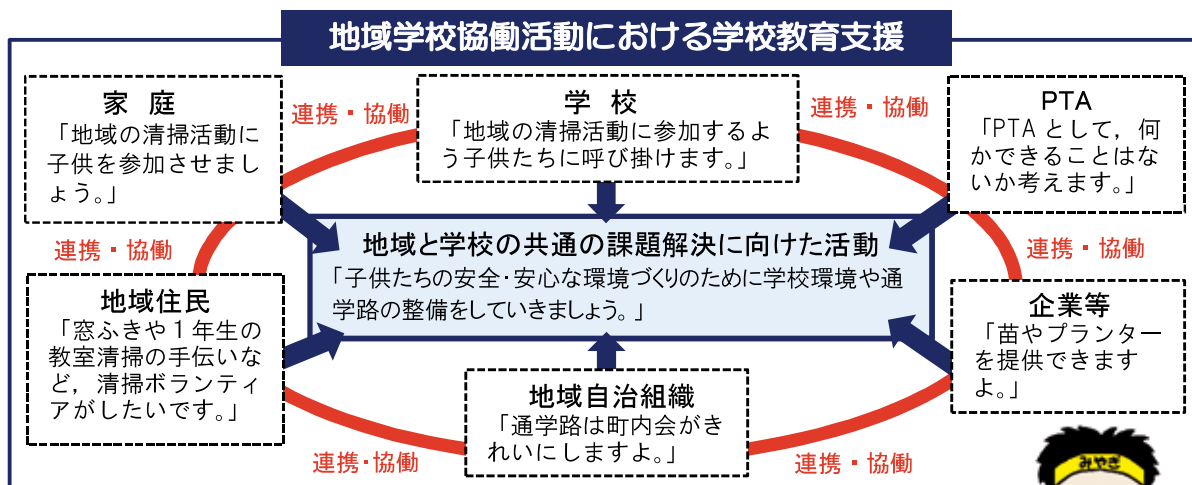 地域学校協働活動における学校教育支援
家 庭
「地域の清掃活動に
子供を参加させまし
ょう。」
連携・協働
学 校
「地域の清掃活動に参加するよ
う子供たちに呼び掛けます。」
連携・協働
PTA
「PTA として，何
かできることはな
いか考えます。」
連携・協働
地域と学校の共通の課題解決に向けた活動
「子供たちの安全・安心な環境づくりのために学校環境や通
学路の整備をしていきましょう。」
連携・協働
地域住民
「窓ふきや１年生の
教室清掃の手伝いな
ど，清掃ボランティ
アがしたいです。」
企業等
「苗やプランター
を提供できます
よ。」
地域自治組織
「通学路は町内会がき
れいにしますよ。」
連携・協働
連携・協働
みやぎ